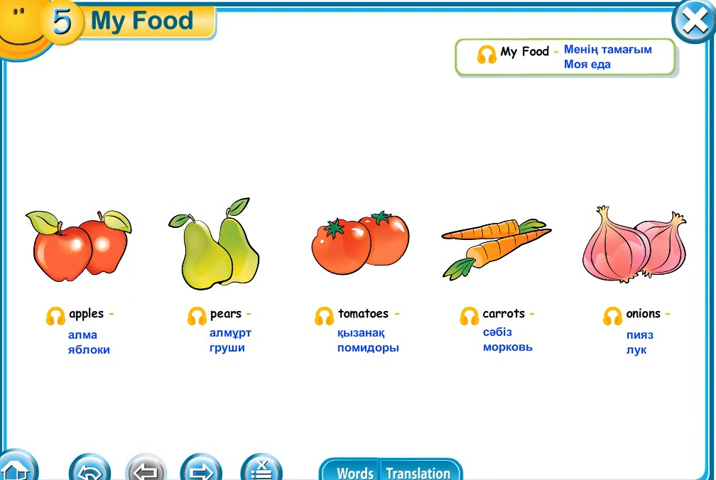 5 My Food
My Food - Менің тамағым
Моя еда
apples -
алма
яблоки
pears -
алмұрт
груши
tomatoes -
қызанақ
помидоры
carrots -
сәбіз
морковь
onions -
пияз
лук
Words Translation